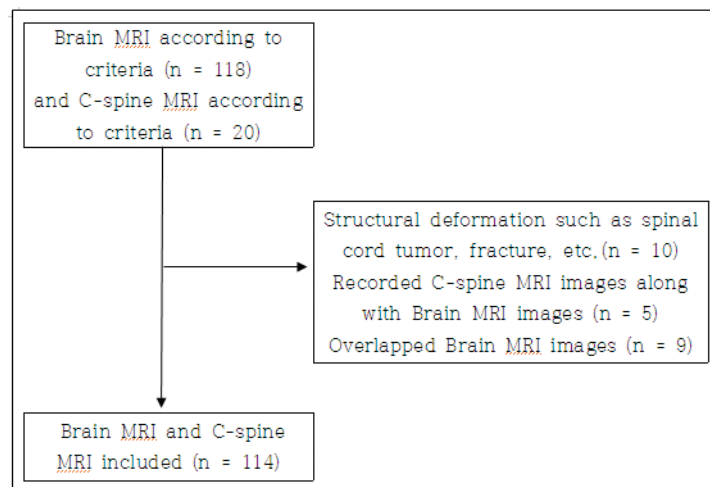 Brain MRI according to
criteria (n = 118)
and C-spine MRI according
to criteria (n = 20)
Structural deformation such as spinal
cord tumor, fracture, etc.(n = 10)
Recorded C-spine MRI images along
with Brain MRI images (n = 5)
Overlapped Brain MRI images (n = 9)
Brain MRI and C-spine
MRI included (n = 114)